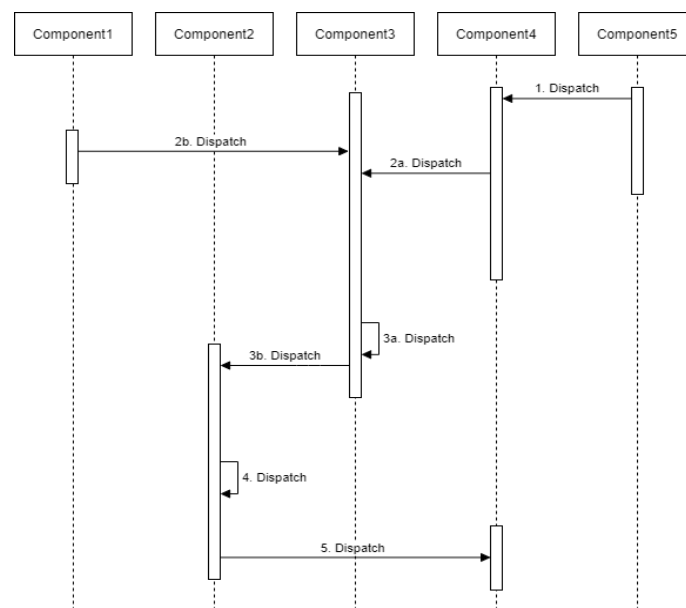 Component1
Component2
Component3
Component4
Component5
1. Dispatch
2b. Dispatch
2a. Dispatch
3a. Dispatch
3b. Dispatch
4. Dispatch
5. Dispatch